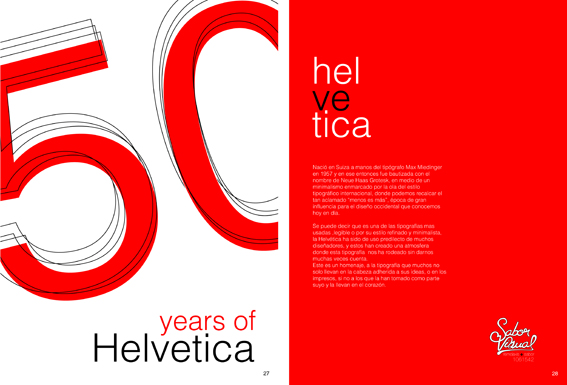 50
years of
Helvetica
27
hel
ve
tica
Nació en Suiza a manos del tipógrafo Max Miedinger
en 1957 y en ese entonces fue bautizada con el
nombre de Neue Haas Grotesk, en medio de un
minimalismo enmarcado por la ola del estilo
tipográfico internacional, donde podemos recalcar el
tan aclamado "menos es más", época de gran
influencia para el diseño occidental que conocemos
hoy en día.
Se puede decir que es una de las tipografías más
usadas ,legible o por su estilo refinado y minimalista,
la Helvética ha sido de uso predilecto de muchos
diseñadores, y estos han creado una atmosfera
donde esta tipografía nos ha rodeado sin darnos
muchas veces cuenta.
Este es un homenaje, a la tipografía que muchos no
solo llevan en la cabeza adherida a sus ideas, o en los
impresos, si no a los que la han tomado como parte
suyo y la llevan en el corazón.
Sabor
Visual
28